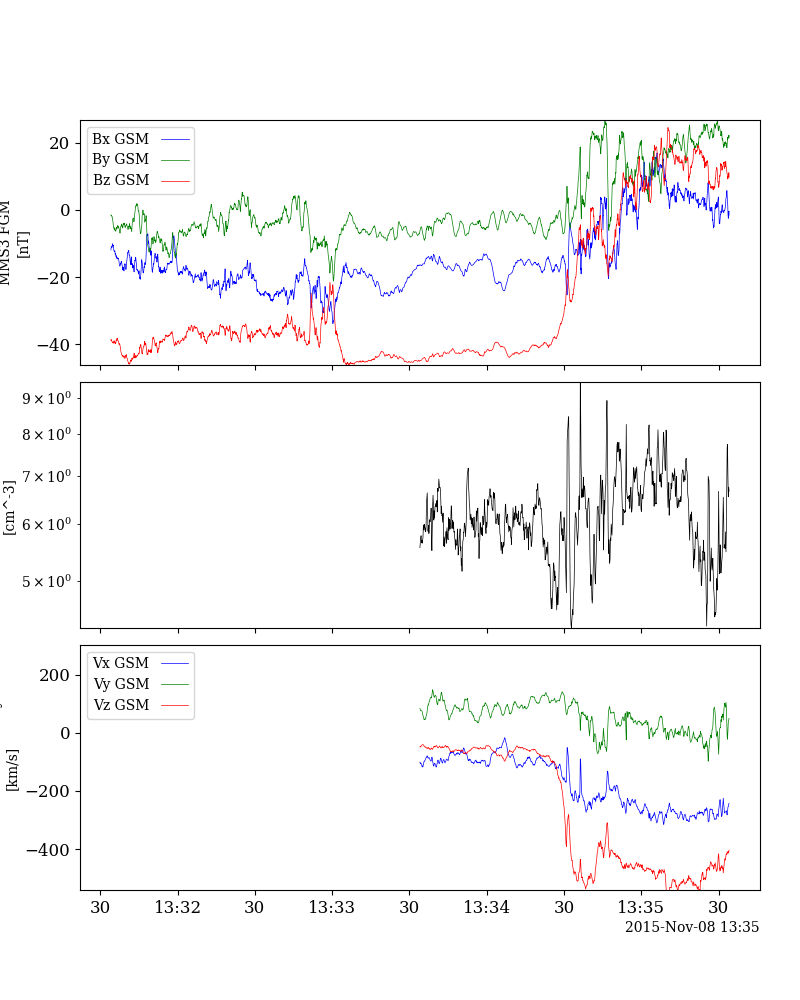 MMS3 FGM
[nT]
20
0
−20
−40
Bx GSM
By GSM
Bz GSM
[cm^-3]
9 × 10⁰
8 × 10⁰
7 × 10⁰
6 × 10⁰
5 × 10⁰
[km/s]
200
0
−200
−400
Vx GSM
Vy GSM
Vz GSM
30 13:32 30 13:33 30 13:34 30 13:35 30
2015-Nov-08 13:35